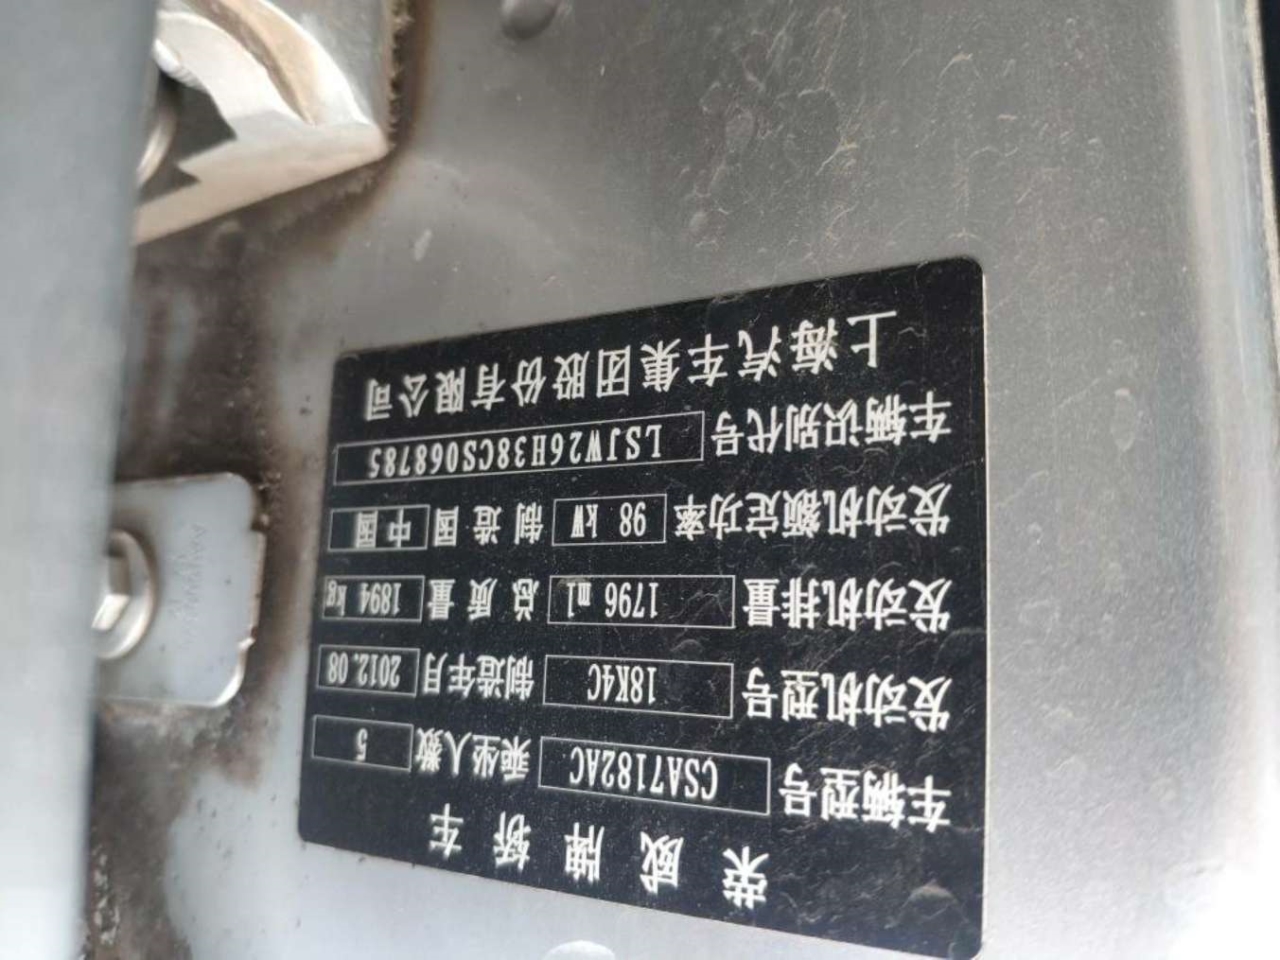 荣威牌轿车
车辆型号 CSA7182AC 乘坐人数 5
发动机型号 18K4C 制造年月 2012.08
发动机排量 1796 ml 总质量 1894 kg
发动机额定功率 98 kW 制造国 中国
车辆识别代号 LSJW26H38CS068785
上海汽车集团股份有限公司